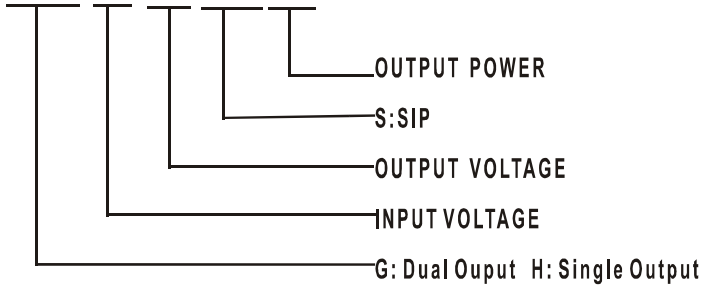 OUTPUT POWER
S:SIP
OUTPUT VOLTAGE
INPUT VOLTAGE
G: Dual Ouput H: Single Output